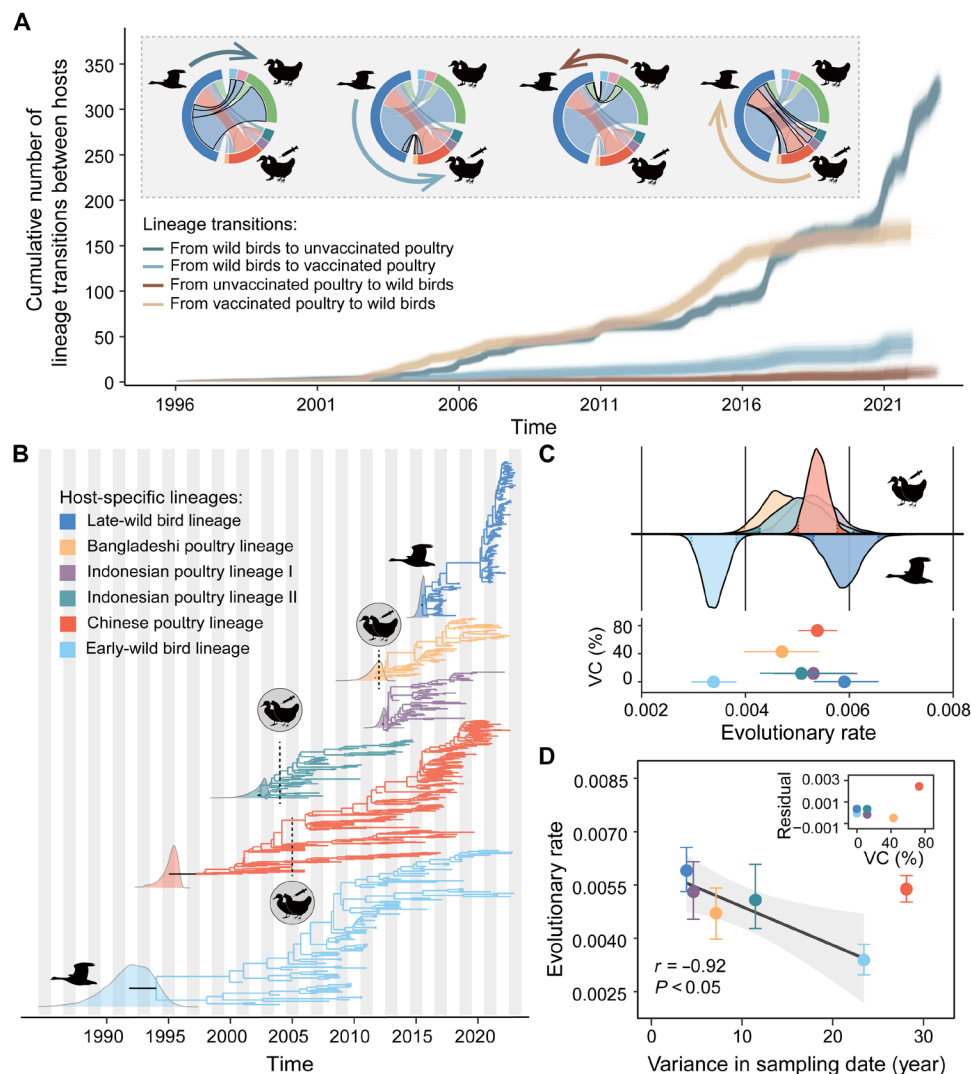 A
Cumulative number of
lineage transitions between hosts
350
300
250
200
150
100
50
0
Lineage transitions:
From wild birds to unvaccinated poultry
From wild birds to vaccinated poultry
From unvaccinated poultry to wild birds
From vaccinated poultry to wild birds
1996
2001
2006
2011
2016
2021
Time
B
Host-specific lineages:
Late-wild bird lineage
Bangladeshi poultry lineage
Indonesian poultry lineage I
Indonesian poultry lineage II
Chinese poultry lineage
Early-wild bird lineage
1990
1995
2000
2005
2010
2015
2020
Time
C
VC (%)
80
40
0
0.002
0.004
0.006
0.008
Evolutionary rate
D
Evolutionary rate
0.0085
0.0070
0.0055
0.0040
0.0025
r = −0.92
P < 0.05
Residual
0.003
0.001
−0.001
0
40
80
VC (%)
0
10
20
30
Variance in sampling date (year)